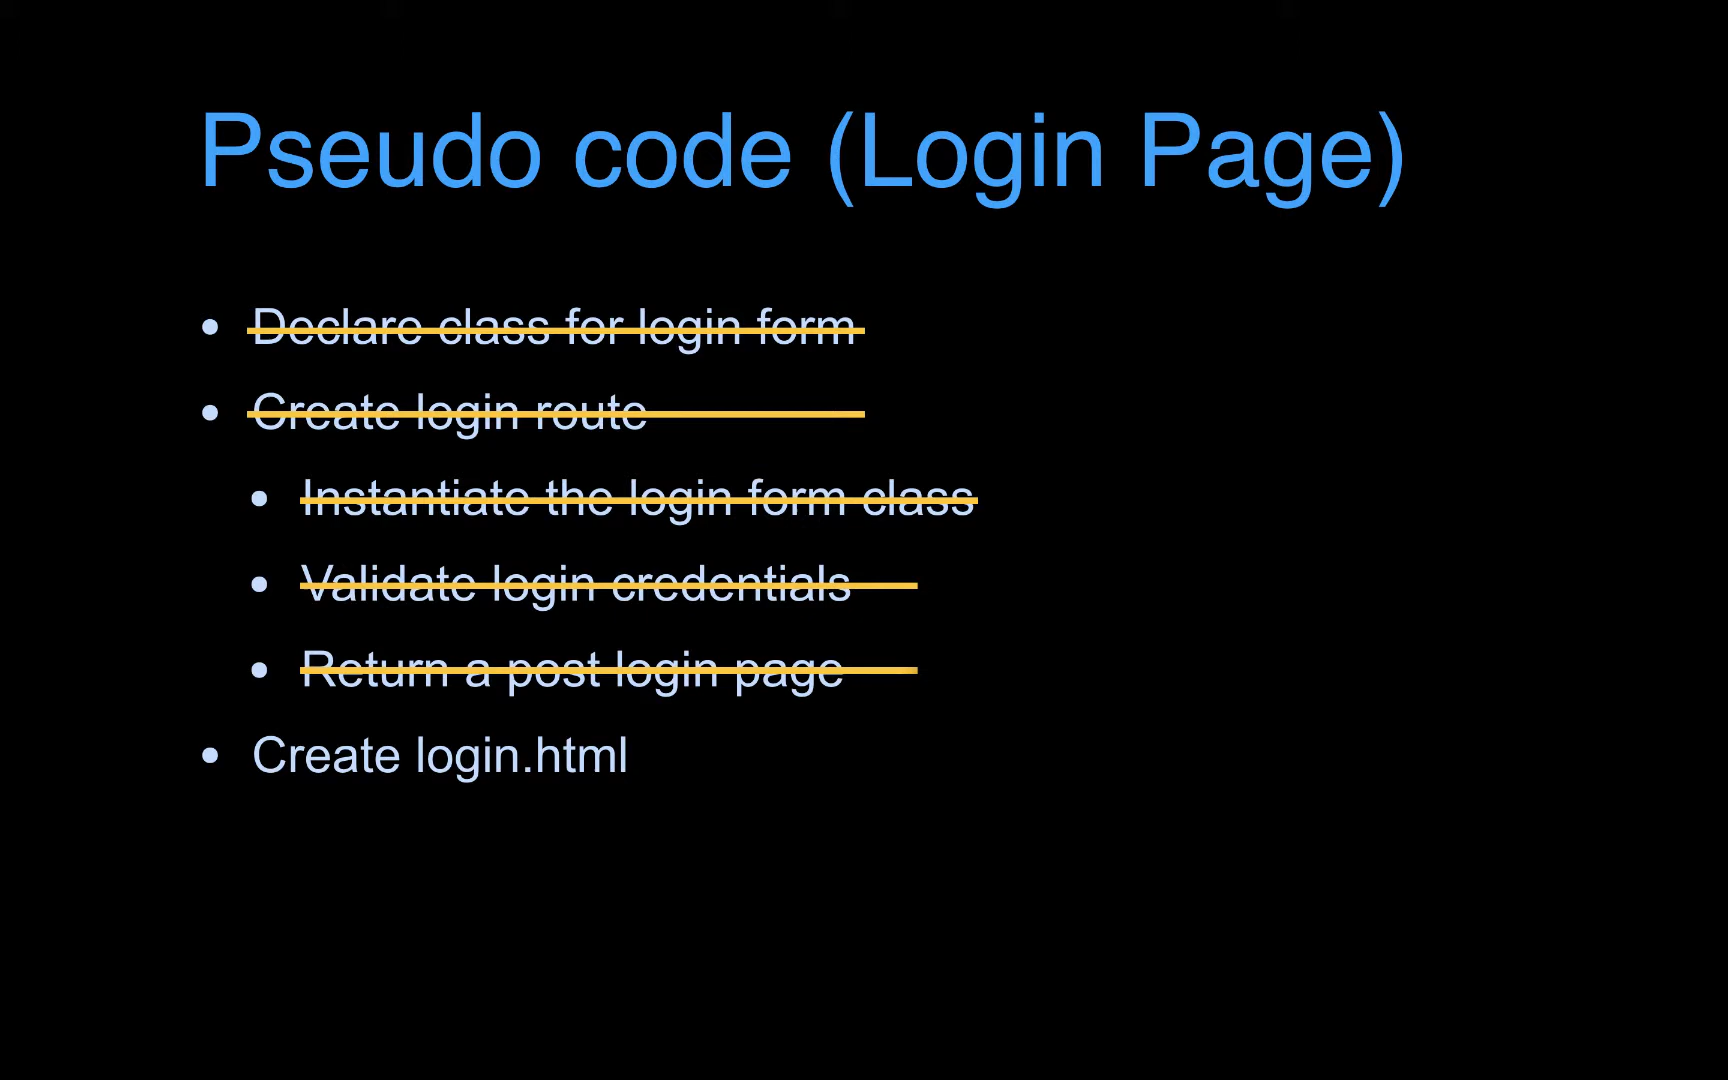 Pseudo code (Login Page)
• Declare class for login form
• Create login route
• Instantiate the login form class
• Validate login credentials
• Return a post login page
• Create login.html